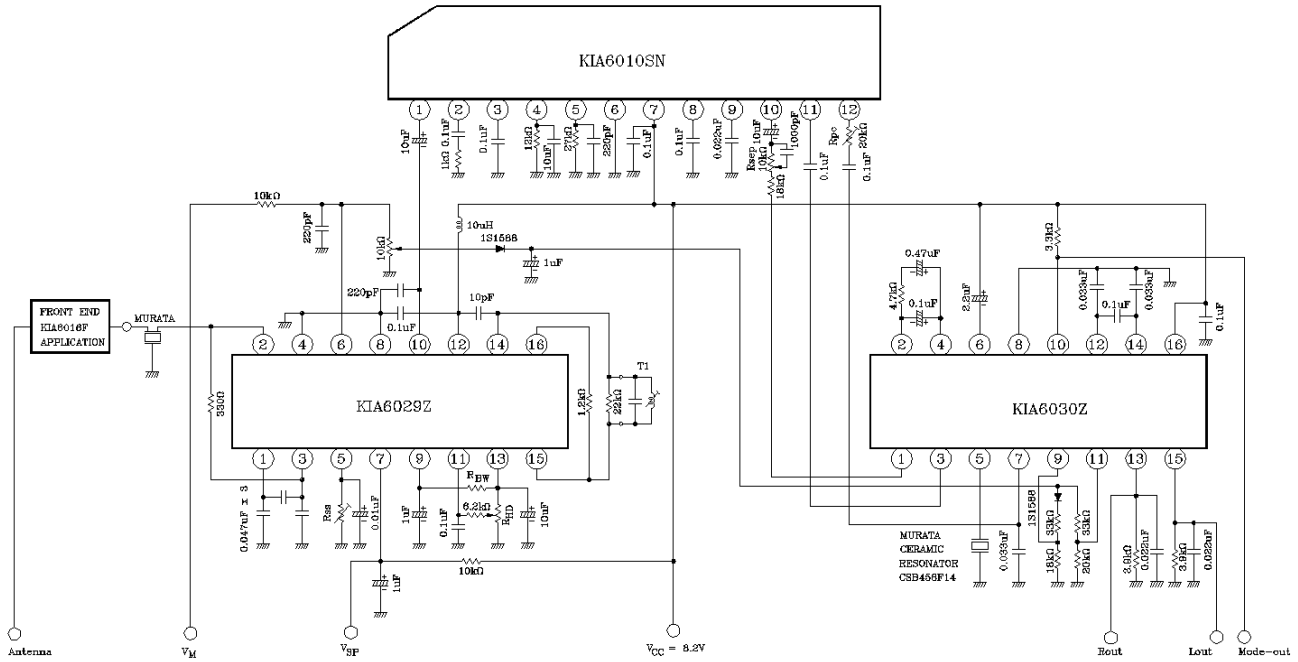 KIA6010SN
1 2 3 4 5 6 7 8 9 10 11 12
10uF
0.1uF
1kΩ
0.1uF
12kΩ
10uF
27kΩ
220pF
0.1uF
0.1uF
0.022uF
10uF
1000pF
Rsep
10kΩ
18kΩ
0.1uF
Rpc
20kΩ
0.1uF
10kΩ
220pF
10kΩ
10uH
1S1588
1uF
220pF
0.1uF
10pF
3.3kΩ
0.47uF
4.7kΩ
0.1uF
2.2uF
0.033uF
0.033uF
0.1uF
0.1uF
FRONT END
KIA6016F
APPLICATION
MURATA
2 4 6 8 10 12 14 16
KIA6029Z
1 3 5 7 9 11 13 15
330Ω
1.2kΩ
22kΩ
T1
2 4 6 8 10 12 14 16
KIA6030Z
1 3 5 7 9 11 13 15
0.047uF x 3
Rss
0.01uF
1uF
RBW
0.1uF
6.2kΩ
RHD
10uF
10kΩ
1uF
MURATA
CERAMIC
RESONATOR
CSB456F14
0.033uF
1S1588
33kΩ
18kΩ
33kΩ
20kΩ
3.9kΩ
0.022uF
3.9kΩ
0.022uF
Antenna
VM
VSP
VCC = 8.2V
Rout
Lout
Mode-out